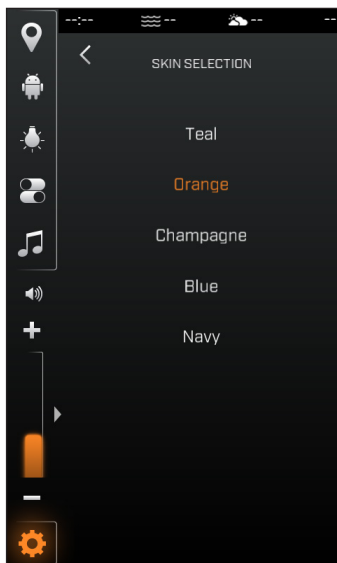 --:-- -- -- --
SKIN SELECTION
Teal
Orange
Champagne
Blue
Navy